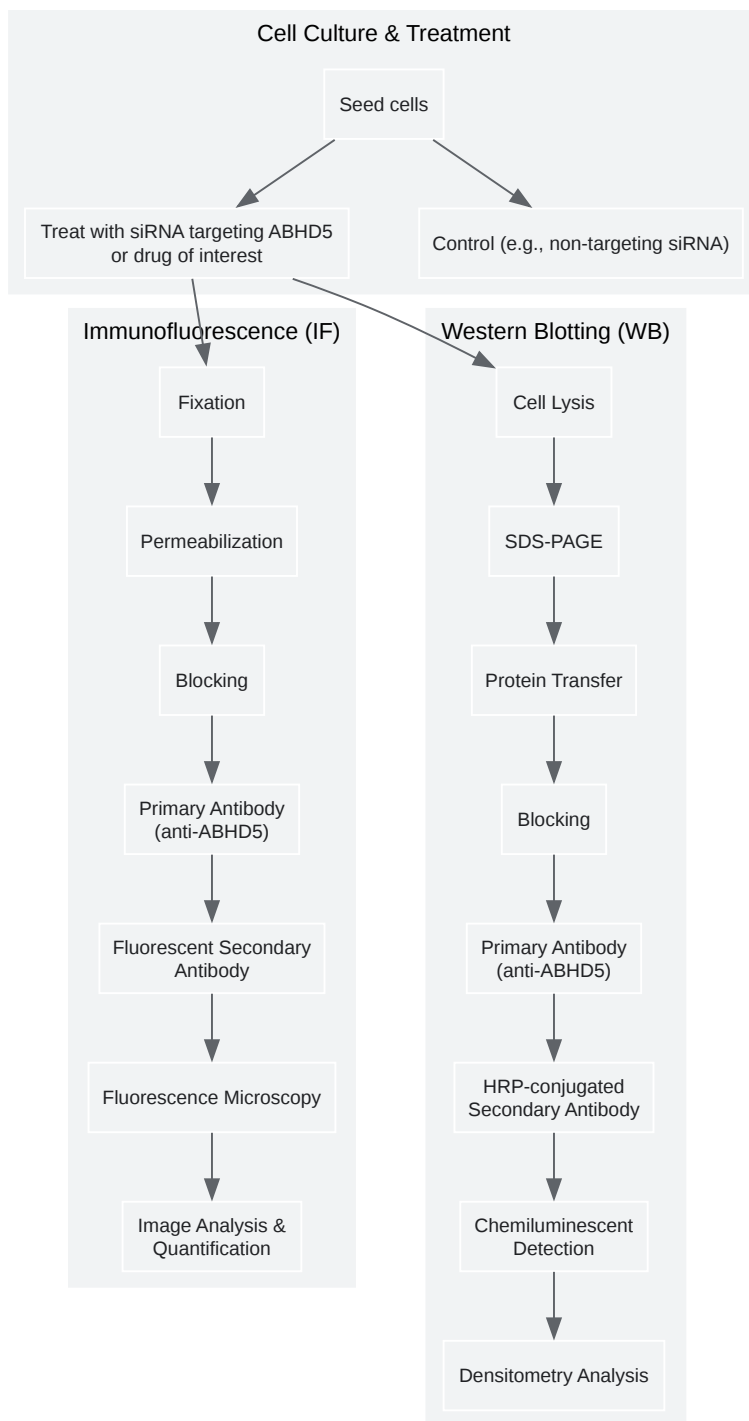 Cell Culture & Treatment
Seed cells
Treat with siRNA targeting ABHD5
or drug of interest
Control (e.g., non-targeting siRNA)
Immunofluorescence (IF)
Fixation
Permeabilization
Blocking
Primary Antibody
(anti-ABHD5)
Fluorescent Secondary
Antibody
Fluorescence Microscopy
Image Analysis &
Quantification
Western Blotting (WB)
Cell Lysis
SDS-PAGE
Protein Transfer
Blocking
Primary Antibody
(anti-ABHD5)
HRP-conjugated
Secondary Antibody
Chemiluminescent
Detection
Densitometry Analysis